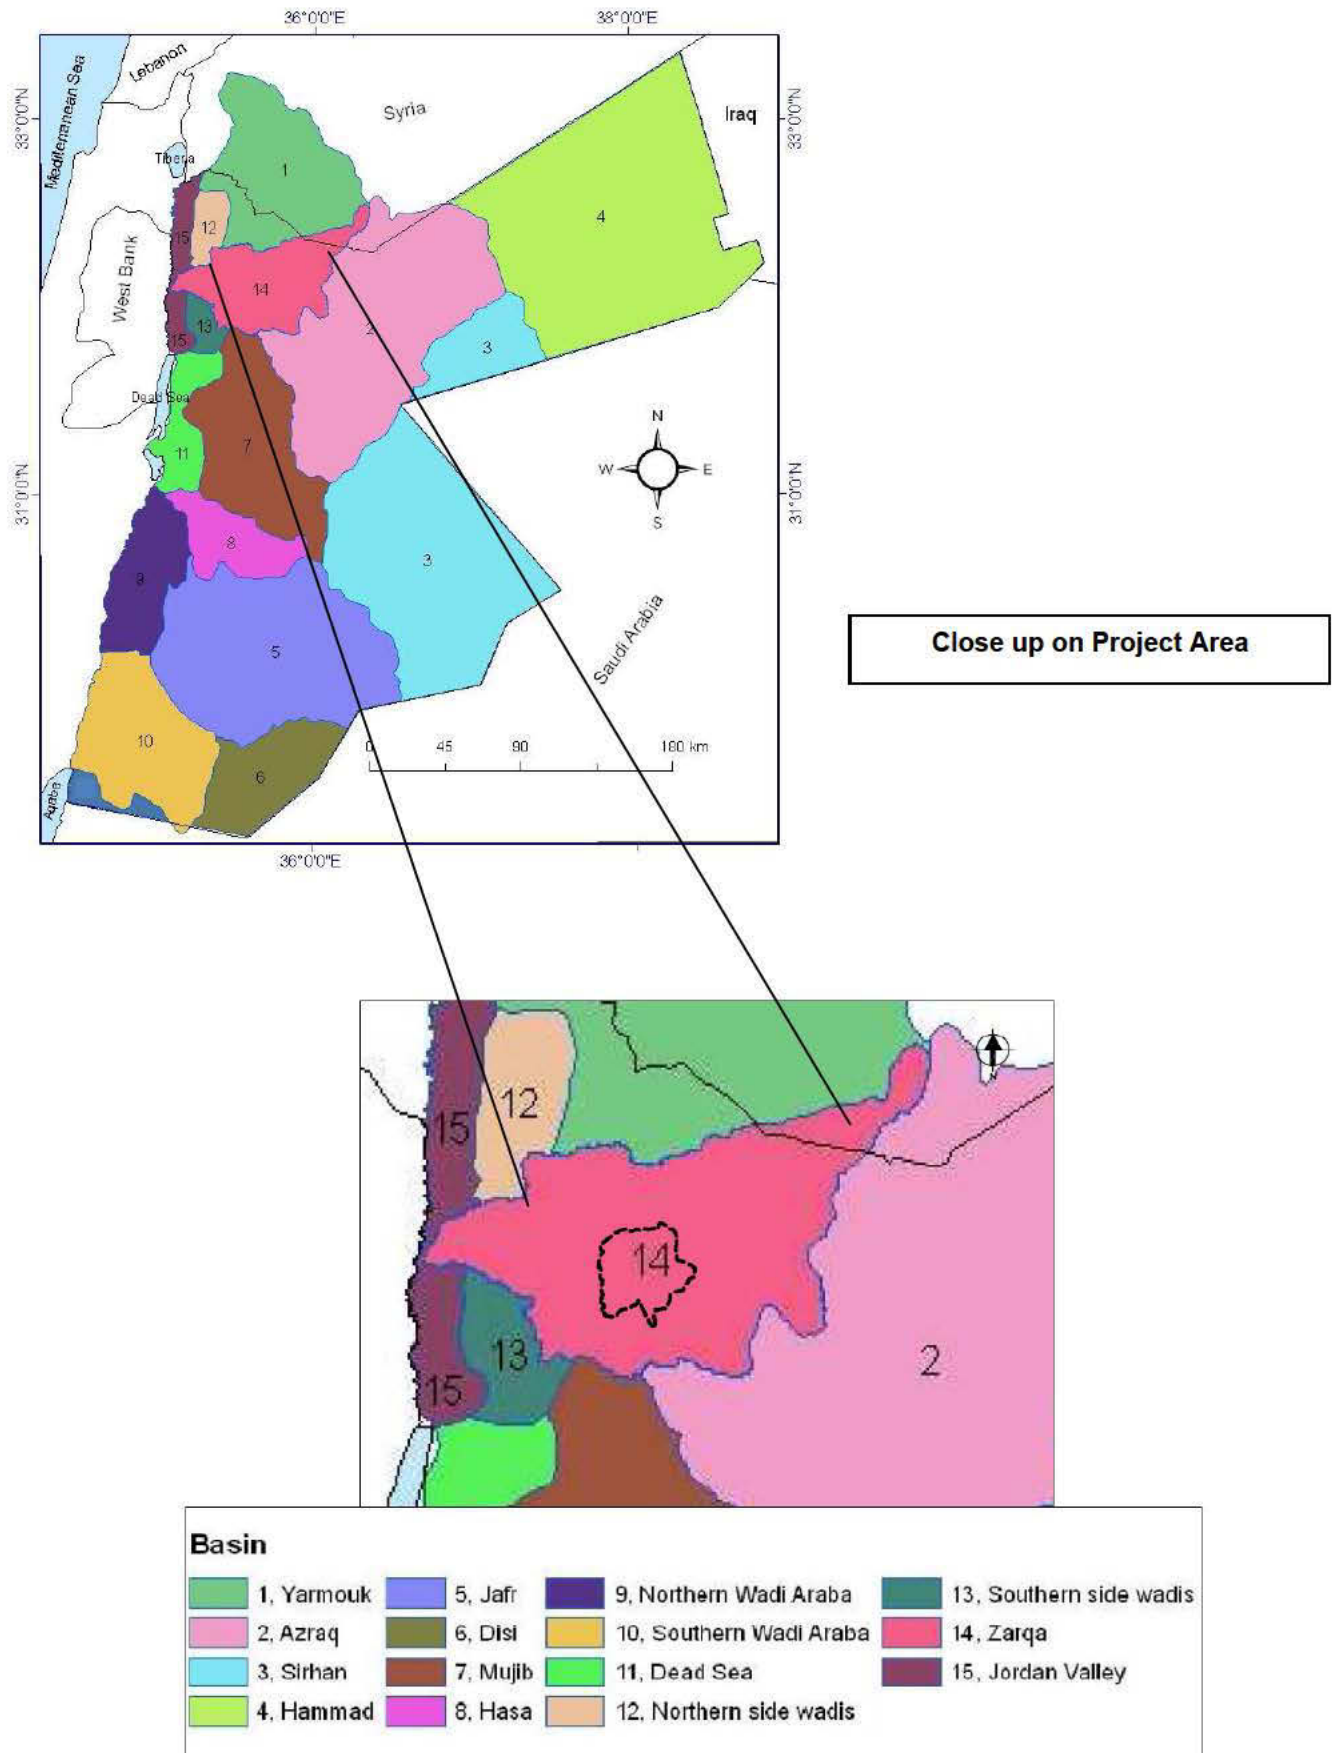 36°0'0"E 38°0'0"E
Lebanon
Mediterranean Sea
33°0'0"N
Syria
Iraq
33°0'0"N
Tiberia
1
4
12
15
West Bank
14
13
2
15
3
Dead Sea
N
7
11
W E
31°0'0"N
31°0'0"N
S
8
3
9
Saudi Arabia
5
Close up on Project Area
10
0 45 90 180 km
6
Aqaba
36°0'0"E
12
15
14
13
2
15
Basin
1, Yarmouk 5, Jafr 9, Northern Wadi Araba 13, Southern side wadis
2, Azraq 6, Disi 10, Southern Wadi Araba 14, Zarqa
3, Sirhan 7, Mujib 11, Dead Sea 15, Jordan Valley
4, Hammad 8, Hasa 12, Northern side wadis